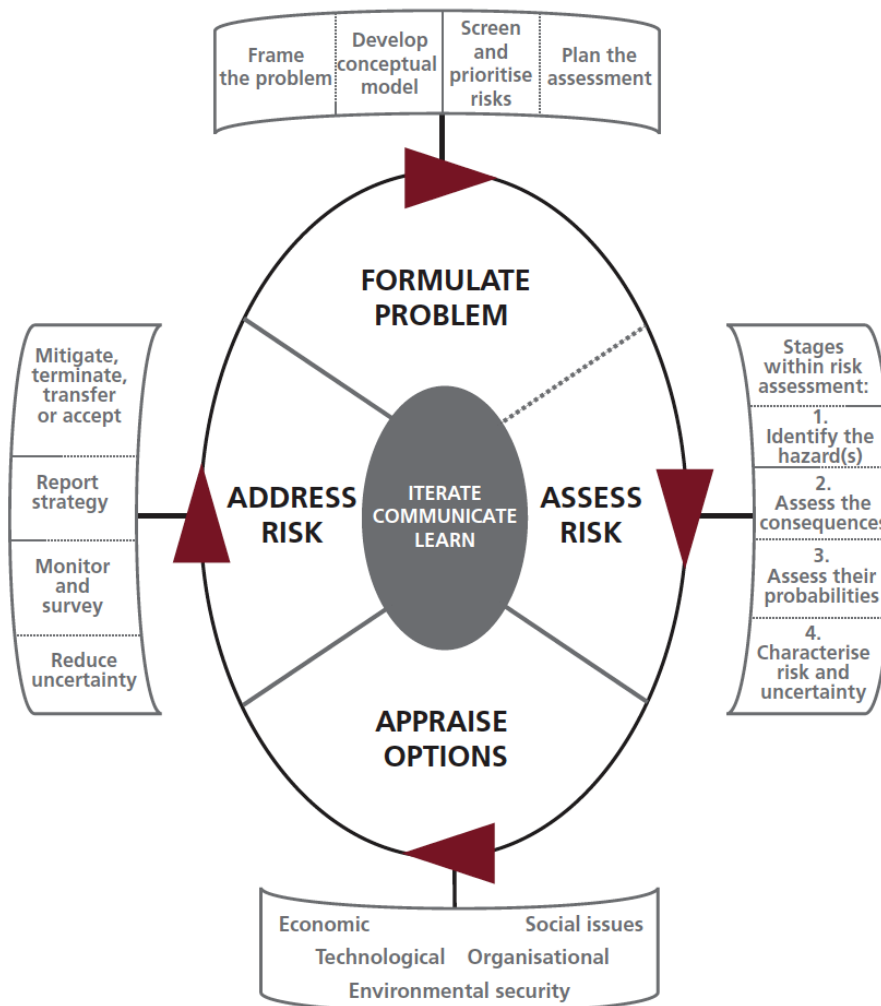 Frame
the problem
Develop
conceptual
model
Screen
and
prioritise
risks
Plan the
assessment
FORMULATE
PROBLEM
Mitigate,
terminate,
transfer
or accept
Report
strategy
Monitor
and
survey
Reduce
uncertainty
ADDRESS
RISK
ITERATE
COMMUNICATE
LEARN
ASSESS
RISK
Stages
within risk
assessment:
1.
Identify the
hazard(s)
2.
Assess the
consequences
3.
Assess their
probabilities
4.
Characterise
risk and
uncertainty
APPRAISE
OPTIONS
Economic Social issues
Technological Organisational
Environmental security